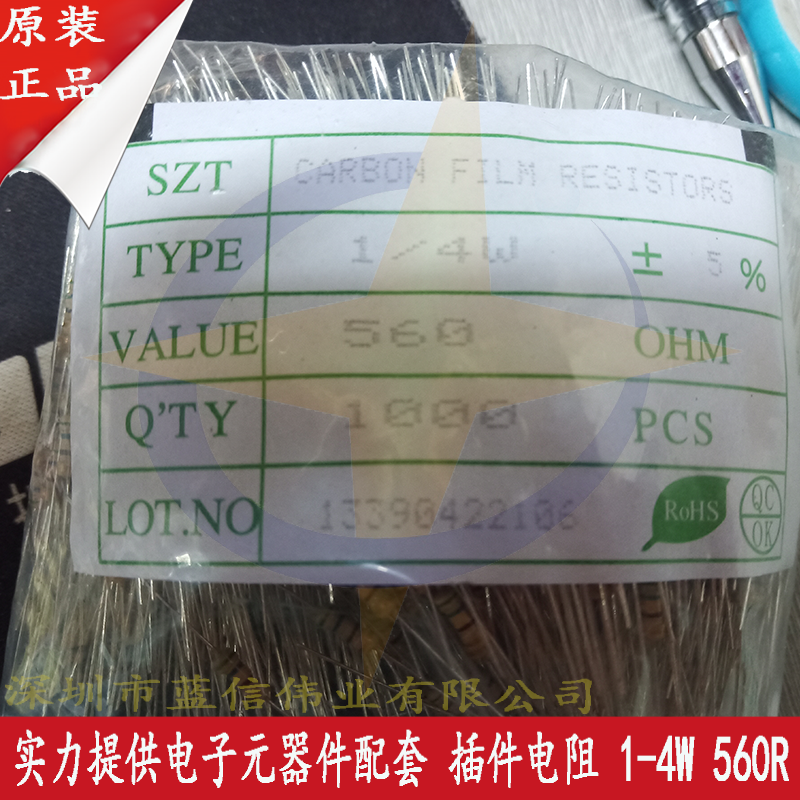 原装
正品
SZT CARBON FILM RESISTORS
TYPE 1/4W ± 5 %
VALUE 560 OHM
Q'TY 1000 PCS
LOT.NO 13390422106
RoHS
QC
OK
深圳市蓝信伟业有限公司
实力提供电子元器件配套 插件电阻 1-4W 560R